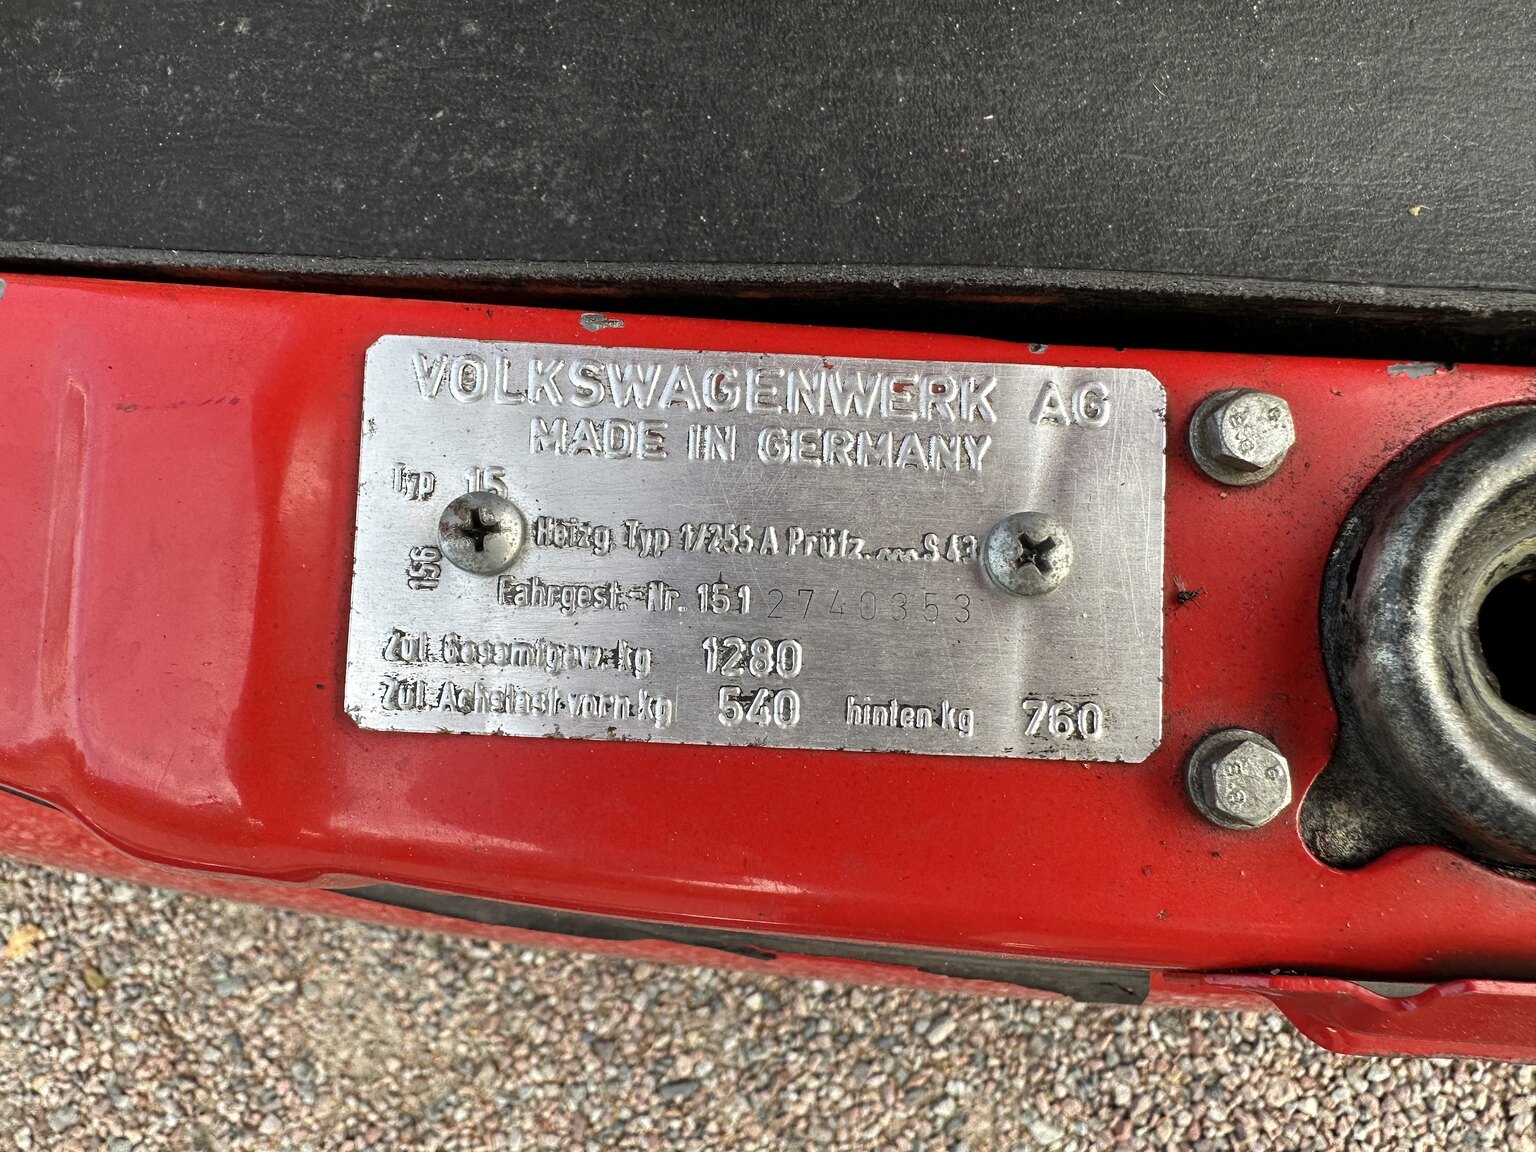 VOLKSWAGENWERK AG
MADE IN GERMANY
Typ 15
Heizg. Typ 1/255 A Prüfz. S 43
156
Fahrgest.-Nr. 151 2740353
Zul. Gesamtgew. kg 1280
Zul. Achslast vorn kg 540 hinten kg 760